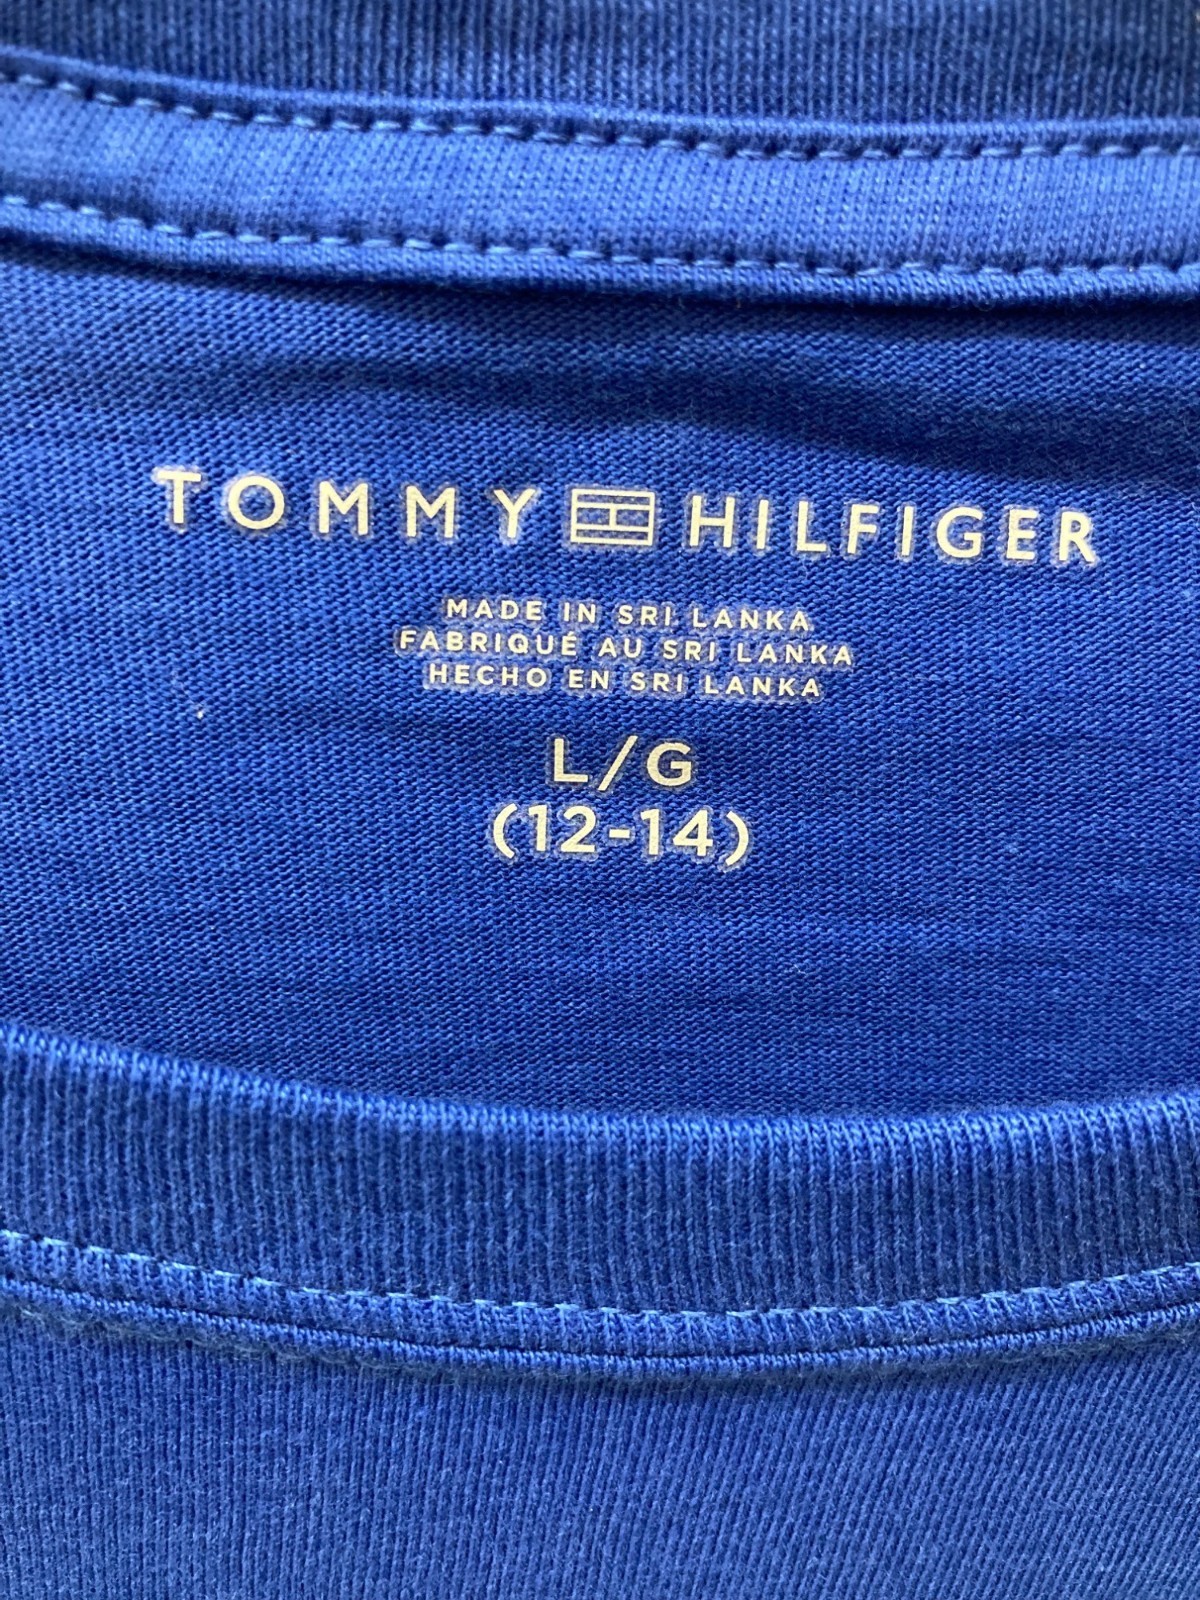 TOMMY HILFIGER
MADE IN SRI LANKA
FABRIQUÉ AU SRI LANKA
HECHO EN SRI LANKA
L/G
(12-14)